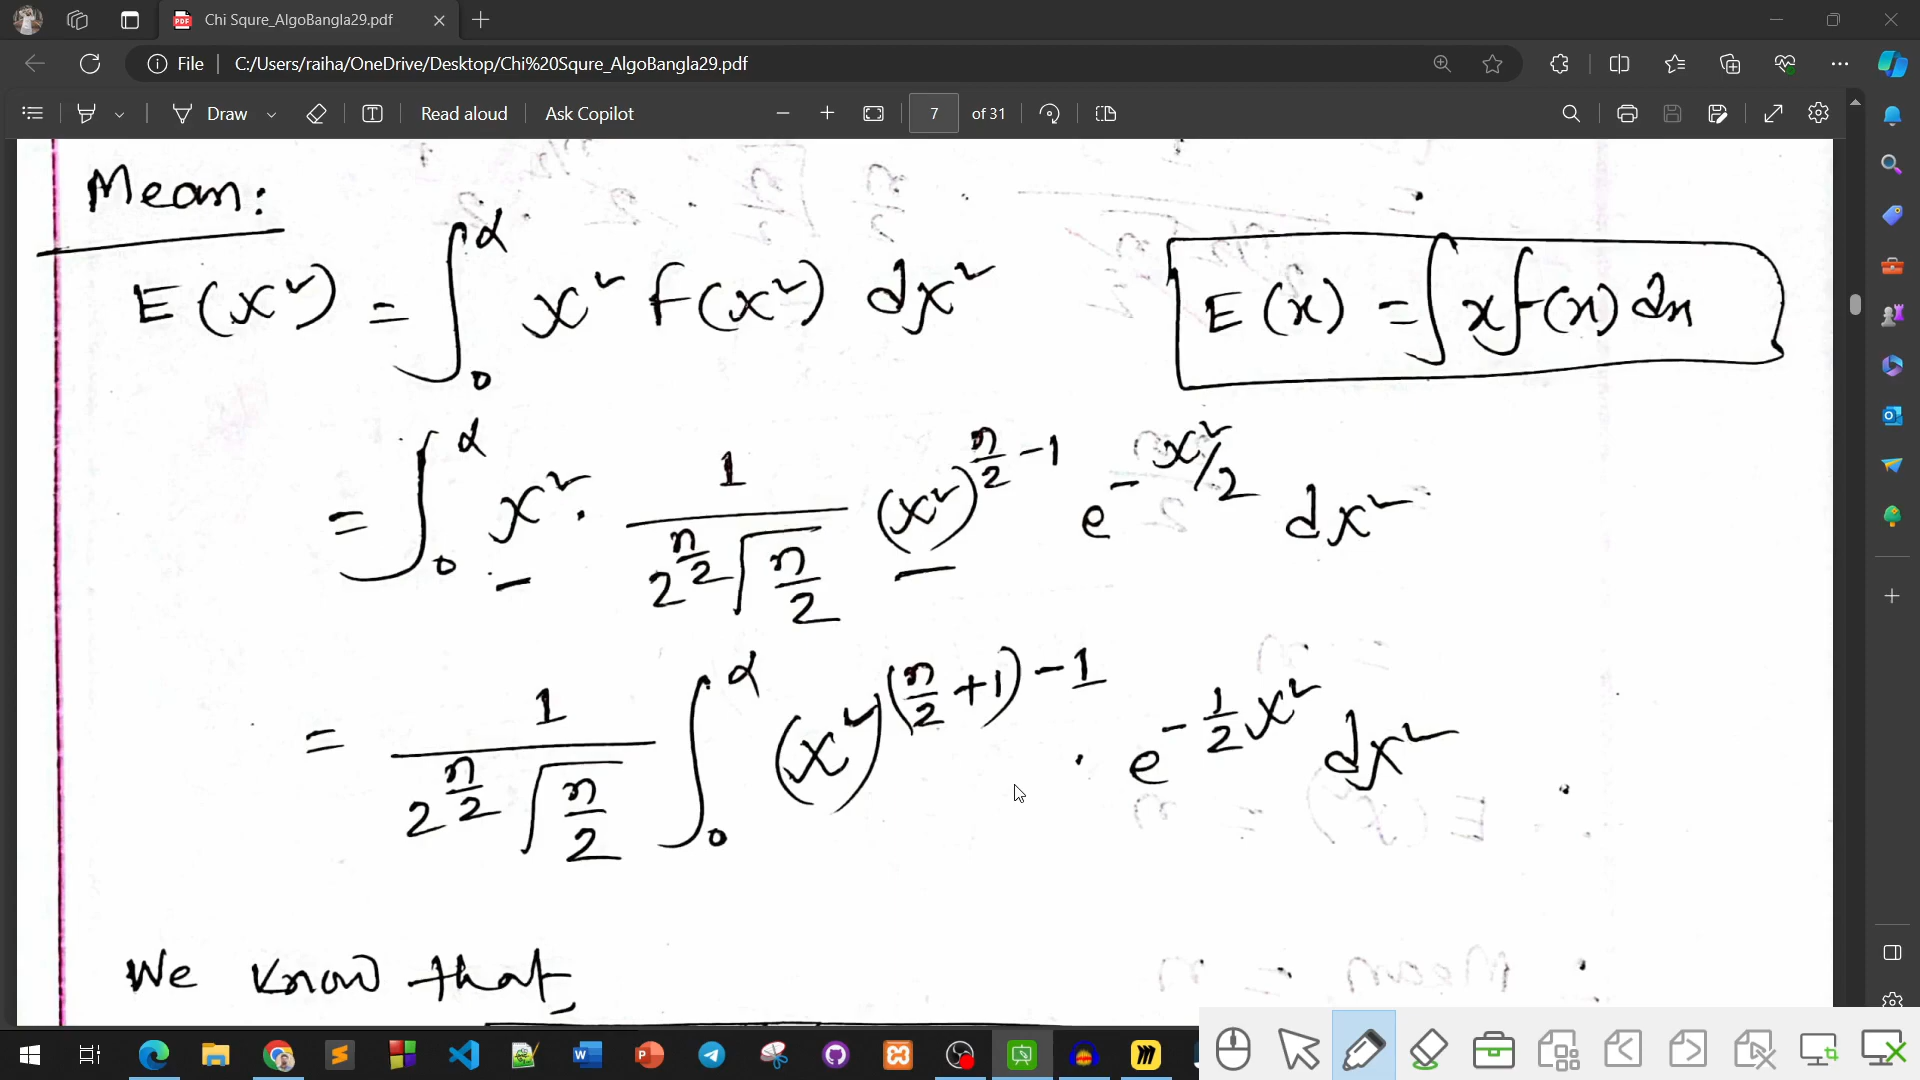 Chi Squre_AlgoBangla29.pdf
File C:/Users/raiha/OneDrive/Desktop/Chi%20Squre_AlgoBangla29.pdf
Draw Read aloud Ask Copilot 7 of 31
Mean:
E(x²) = ∫₀^α x² f(x²) dx²
E(x) = ∫ x f(x) dx
= ∫₀^α x² · 1/(2^(n/2) √(n/2)) (x²)^(n/2 - 1) e^(-x²/2) dx²
= 1/(2^(n/2) √(n/2)) ∫₀^α (x²)^((n/2 + 1) - 1) · e^(-1/2 x²) dx²
We know that,